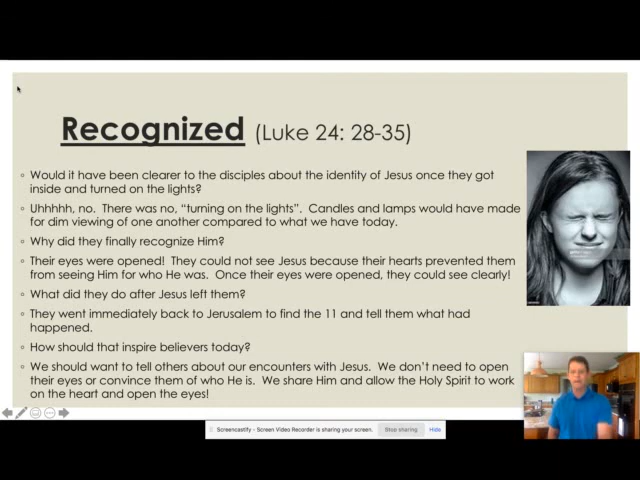 Recognized (Luke 24: 28-35)
Would it have been clearer to the disciples about the identity of Jesus once they got
inside and turned on the lights?
Uhhhhh, no. There was no, “turning on the lights”. Candles and lamps would have made
for dim viewing of one another compared to what we have today.
Why did they finally recognize Him?
Their eyes were opened! They could not see Jesus because their hearts prevented them
from seeing Him for who He was. Once their eyes were opened, they could see clearly!
What did they do after Jesus left them?
They went immediately back to Jerusalem to find the 11 and tell them what had
happened.
How should that inspire believers today?
We should want to tell others about our encounters with Jesus. We don’t need to open
their eyes or convince them of who He is. We share Him and allow the Holy Spirit to work
on the heart and open the eyes!
Screencastify - Screen Video Recorder is sharing your screen. Stop sharing Hide